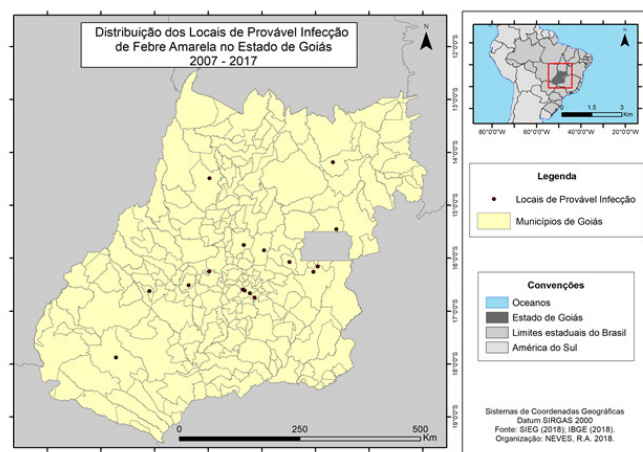 Distribuição dos Locais de Provável Infecção
de Febre Amarela no Estado de Goiás
2007 - 2017
12°0'0"S
13°0'0"S
14°0'0"S
15°0'0"S
16°0'0"S
17°0'0"S
18°0'0"S
19°0'0"S
0 250 500
Km
N
N
0 1.5 3
Km
80°0'0"W 60°0'0"W 40°0'0"W 20°0'0"W
Legenda
Locais de Provável Infecção
Municípios de Goiás
Convenções
Oceanos
Estado de Goiás
Limites estaduais do Brasil
América do Sul
Sistemas de Coordenadas Geográficas
Datum SIRGAS 2000
Fonte: SIEG (2018); IBGE (2018).
Organização: NEVES, R.A. 2018.